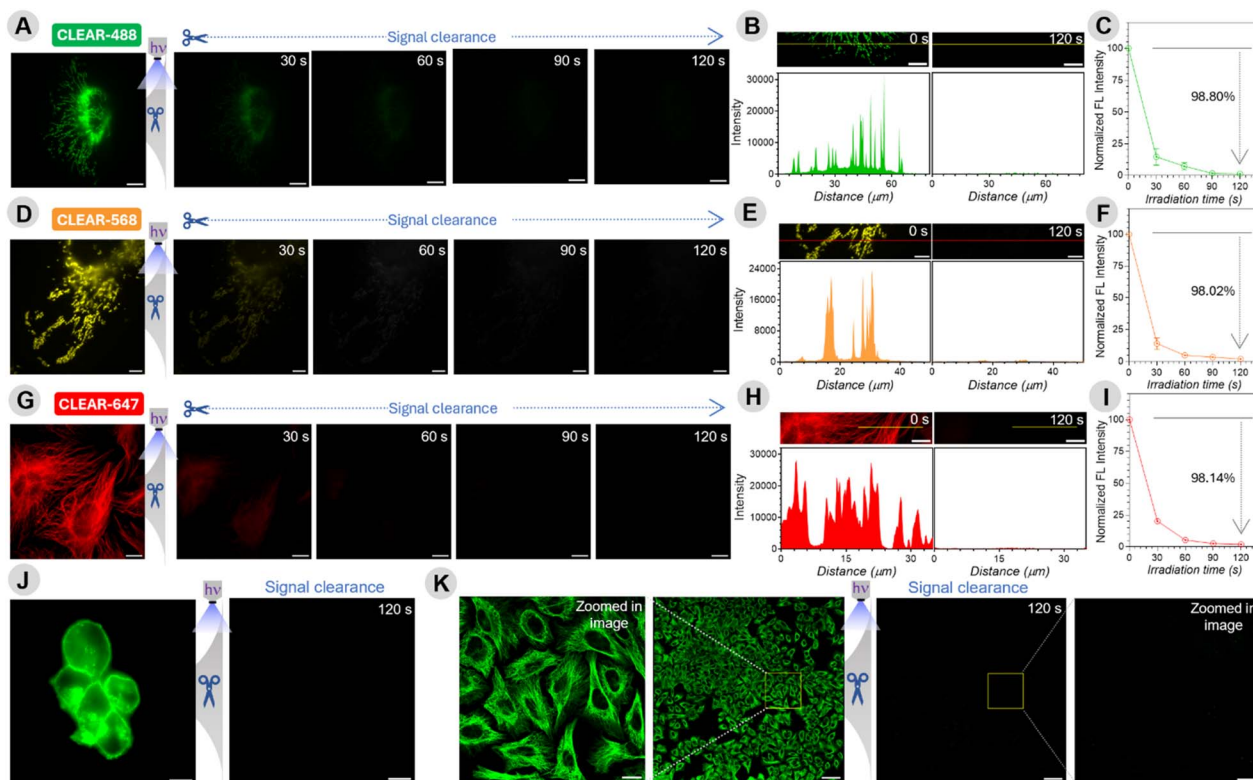 A
CLEAR-488
hν
Signal clearance
30 s
60 s
90 s
120 s
B
0 s
120 s
Intensity
30000
20000
10000
0
0 30 60
0 30 60
Distance (μm)
Distance (μm)
C
Normalized FL Intensity
100
75
50
25
0
98.80%
0 30 60 90 120
Irradiation time (s)
D
CLEAR-568
hν
Signal clearance
30 s
60 s
90 s
120 s
E
0 s
120 s
Intensity
24000
16000
8000
0
0 20 40
0 20 40
Distance (μm)
Distance (μm)
F
Normalized FL Intensity
100
75
50
25
0
98.02%
0 30 60 90 120
Irradiation time (s)
G
CLEAR-647
hν
Signal clearance
30 s
60 s
90 s
120 s
H
0 s
120 s
Intensity
30000
20000
10000
0
0 15 30
0 15 30
Distance (μm)
Distance (μm)
I
Normalized FL Intensity
100
75
50
25
0
98.14%
0 30 60 90 120
Irradiation time (s)
J
hν
Signal clearance
120 s
K
Zoomed in
image
hν
Signal clearance
120 s
Zoomed in
image